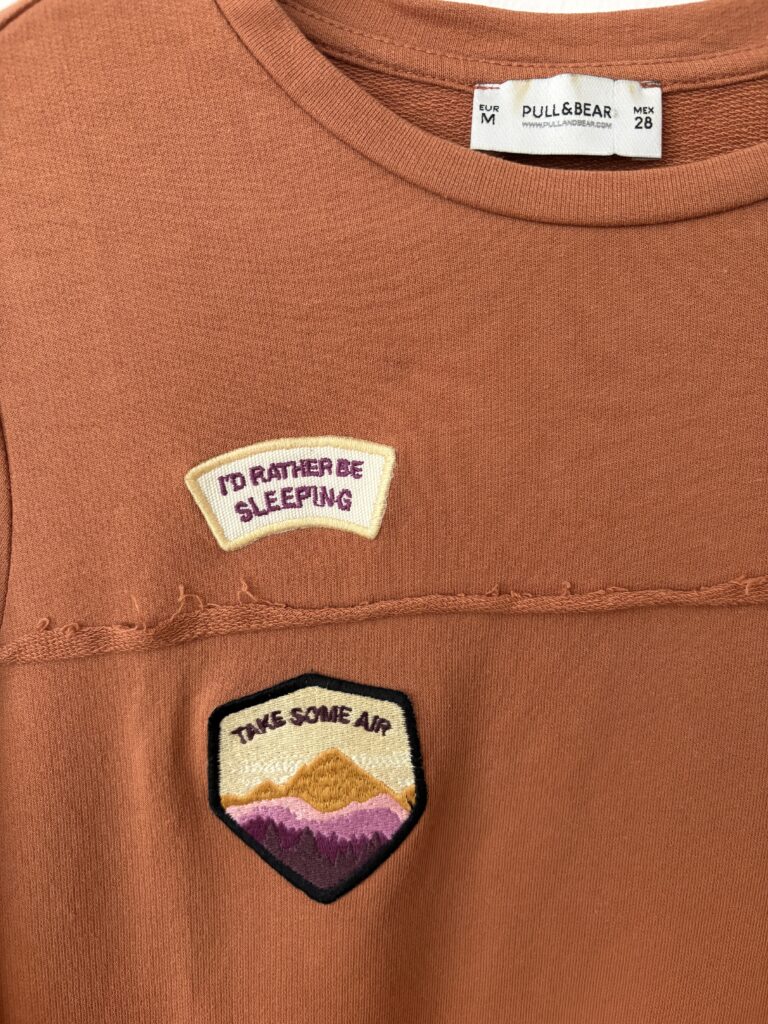 EUR
M
PULL&BEAR
WWW.PULLANDBEAR.COM
MEX
28
I'D RATHER BE
SLEEPING
TAKE SOME AIR